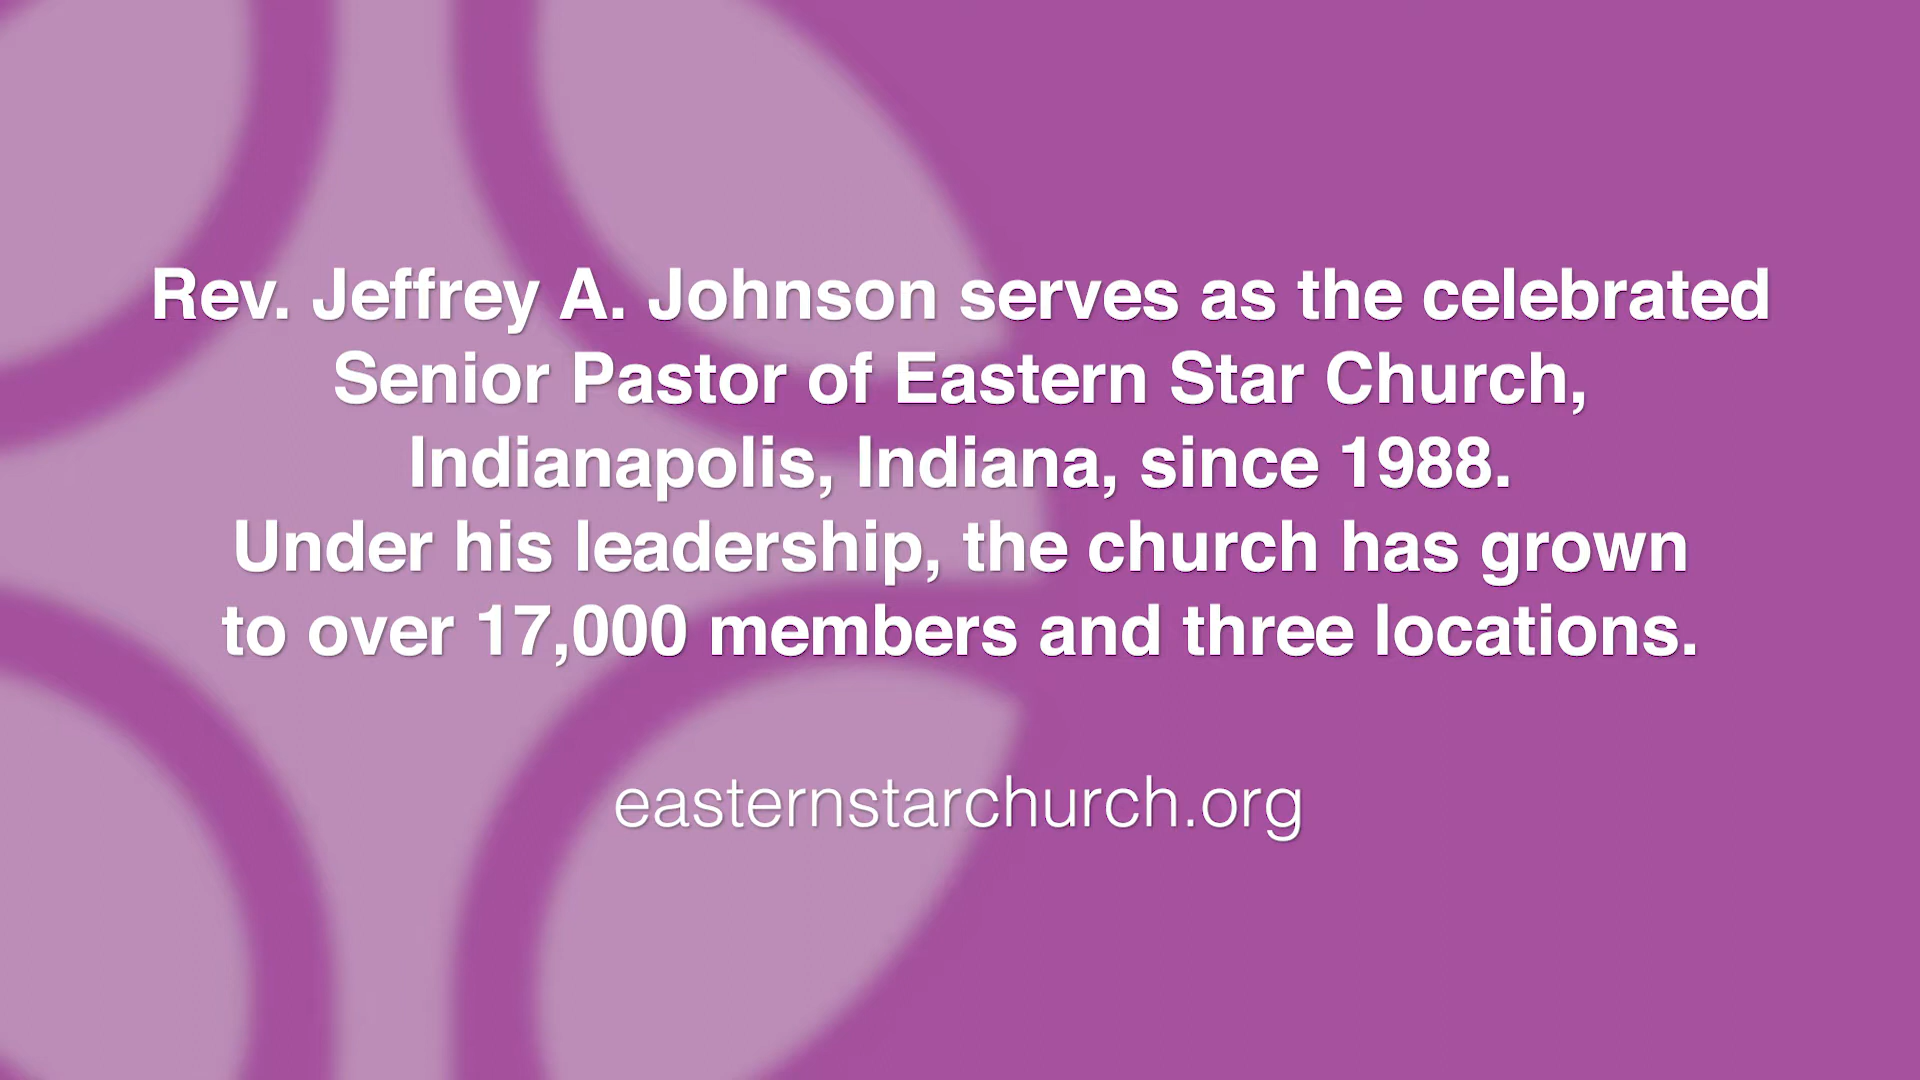 Rev. Jeffrey A. Johnson serves as the celebrated
Senior Pastor of Eastern Star Church,
Indianapolis, Indiana, since 1988.
Under his leadership, the church has grown
to over 17,000 members and three locations.
easternstarchurch.org